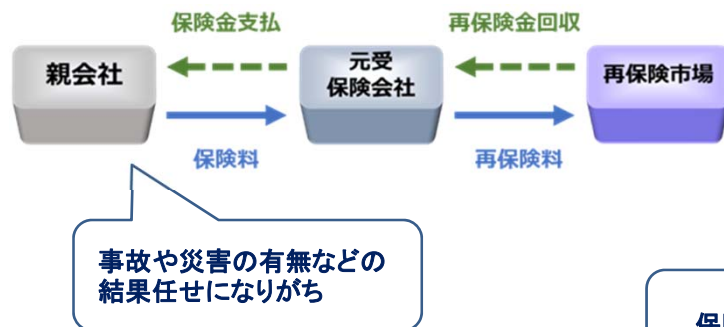 保険金支払
再保険金回収
親会社
元受
保険会社
再保険市場
保険料
再保険料
事故や災害の有無などの
結果任せになりがち